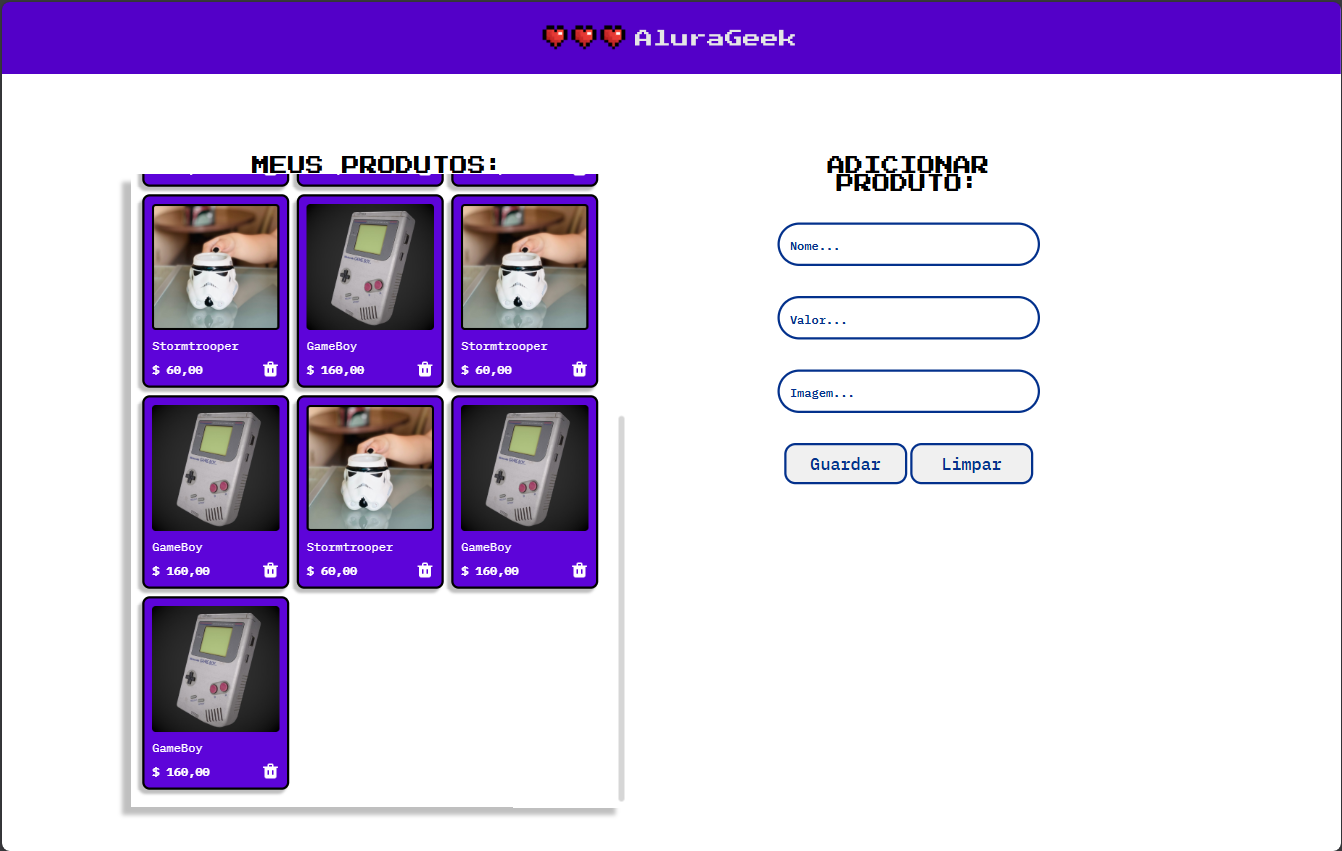 AluraGeek
MEUS PRODUTOS:
Stormtrooper
$ 60,00
GameBoy
$ 160,00
Stormtrooper
$ 60,00
GameBoy
$ 160,00
Stormtrooper
$ 60,00
GameBoy
$ 160,00
GameBoy
$ 160,00
ADICIONAR
PRODUTO:
Nome...
Valor...
Imagem...
Guardar
Limpar